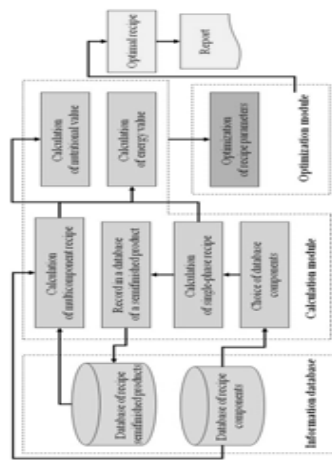 Database of recipe
semifinished products
Database of recipe
components
Information database
Calculation
of multicomponent recipe
Record in a database
of a semifinished product
Calculation
of single-phase recipe
Choice of database
components
Calculation module
Calculation
of nutritional value
Calculation
of energy value
Optimization
of recipe parameters
Optimization module
Optimal recipe
Report